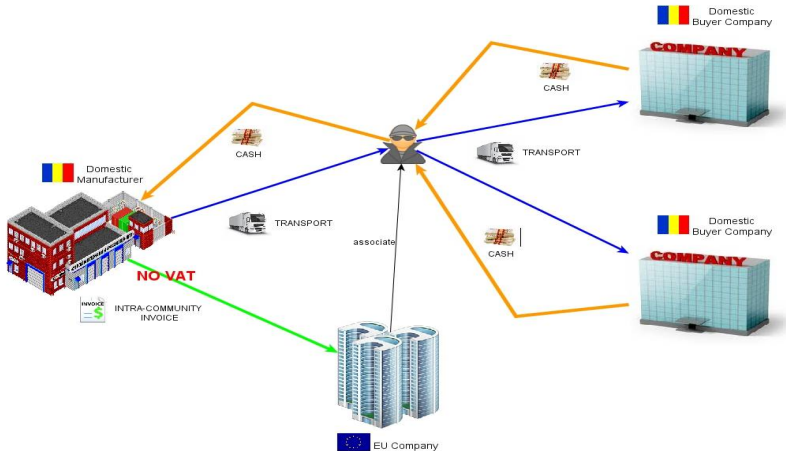 Domestic
Buyer Company
COMPANY
CASH
CASH
TRANSPORT
Domestic
Manufacturer
TRANSPORT
Domestic
Buyer Company
COMPANY
CASH
associate
NO VAT
INVOICE
$
INTRA-COMMUNITY
INVOICE
EU Company